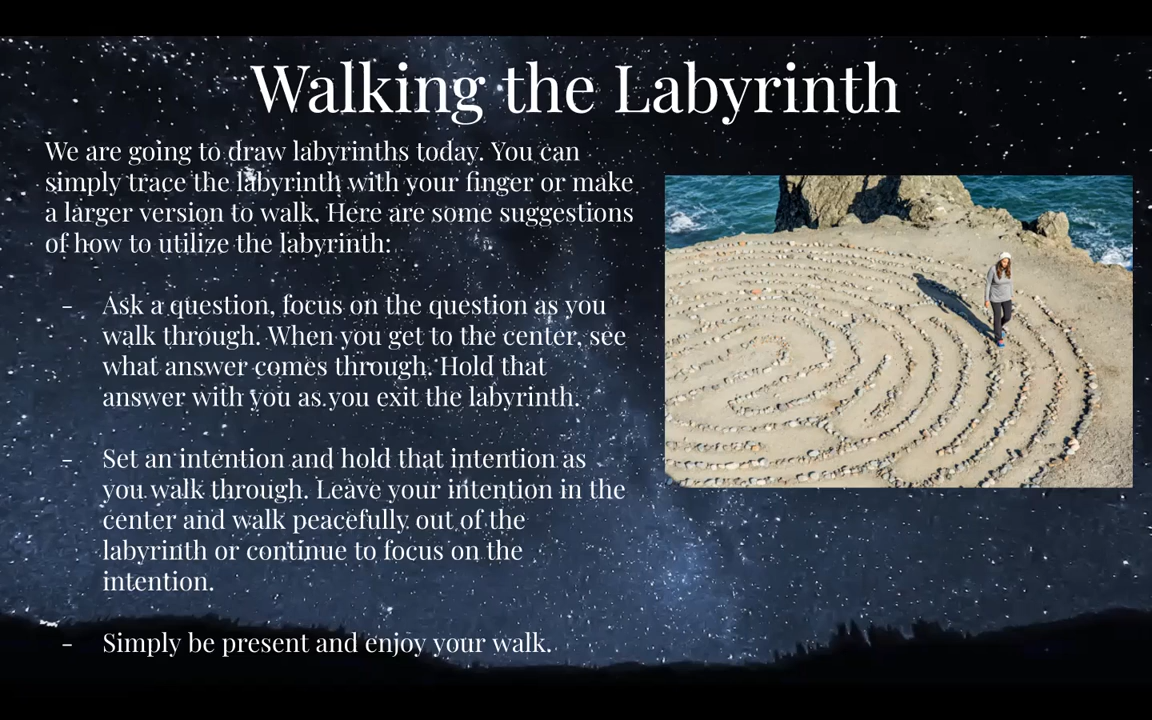 Walking the Labyrinth
We are going to draw labyrinths today. You can
simply trace the labyrinth with your finger or make
a larger version to walk. Here are some suggestions
of how to utilize the labyrinth:
- Ask a question, focus on the question as you
walk through. When you get to the center, see
what answer comes through. Hold that
answer with you as you exit the labyrinth.
- Set an intention and hold that intention as
you walk through. Leave your intention in the
center and walk peacefully out of the
labyrinth or continue to focus on the
intention.
- Simply be present and enjoy your walk.